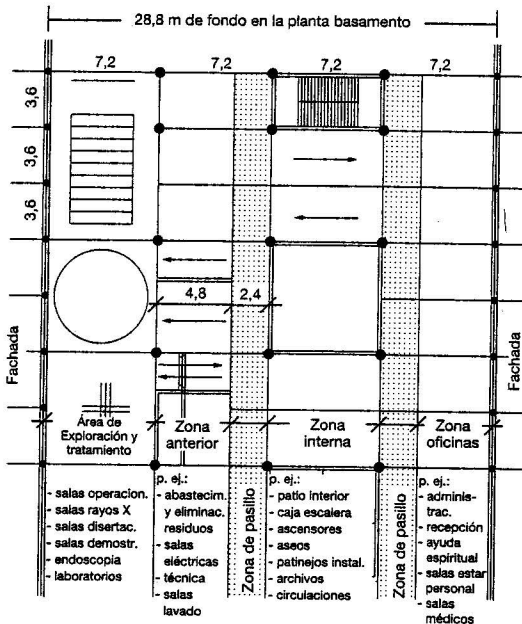 28,8 m de fondo en la planta basamento
7,2
7,2
7,2
7,2
3,6
3,6
3,6
4,8
2,4
Fachada
Fachada
Área de
Exploración y
tratamiento
Zona
anterior
Zona
interna
Zona
oficinas
- salas operacion.
- salas rayos X
- salas disertac.
- salas demostr.
- endoscopia
- laboratorios
p. ej.:
- abastecim.
y eliminac.
residuos
- salas
eléctricas
- técnica
- salas
lavado
Zona de pasillo
p. ej.:
- patio interior
- caja escalera
- ascensores
- aseos
- patinejos instal.
- archivos
- circulaciones
Zona de pasillo
p. ej.:
- adminis-
trac.
- recepción
- ayuda
espiritual
- salas estar
personal
- salas
médicos